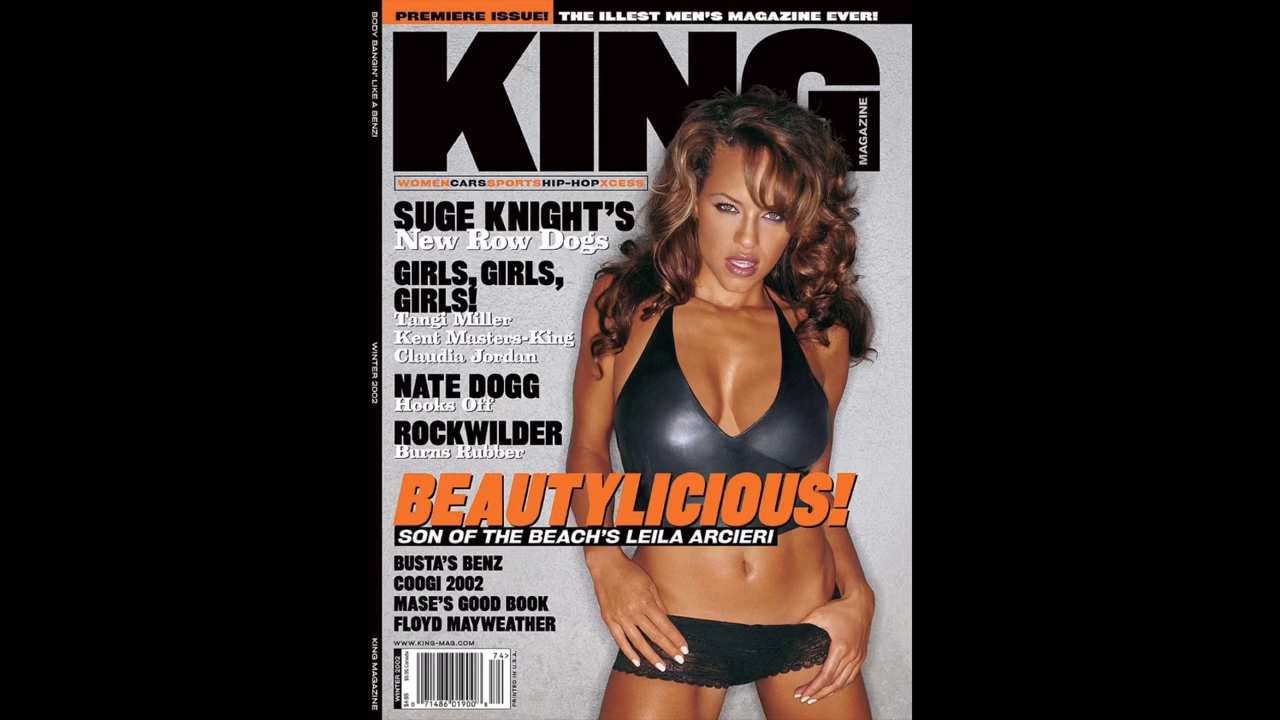 PREMIERE ISSUE! THE ILLEST MEN'S MAGAZINE EVER!
KING
MAGAZINE
WOMENCARSSPORTSHIP-HOPXCESS
SUGE KNIGHT'S
New Row Dogs
GIRLS, GIRLS,
GIRLS!
Tangi Miller
Kent Masters-King
Claudia Jordan
NATE DOGG
Hooks Off
ROCKWILDER
Burns Rubber
BEAUTYLICIOUS!
SON OF THE BEACH'S LEILA ARCIERI
BUSTA'S BENZ
COOGI 2002
MASE'S GOOD BOOK
FLOYD MAYWEATHER
WWW.KING-MAG.COM
WINTER 2002
74>
0 71486 01900 8
PRINTED IN U.S.A.
BODY BANGIN' LIKE A BENZI
WINTER 2002
KING MAGAZINE